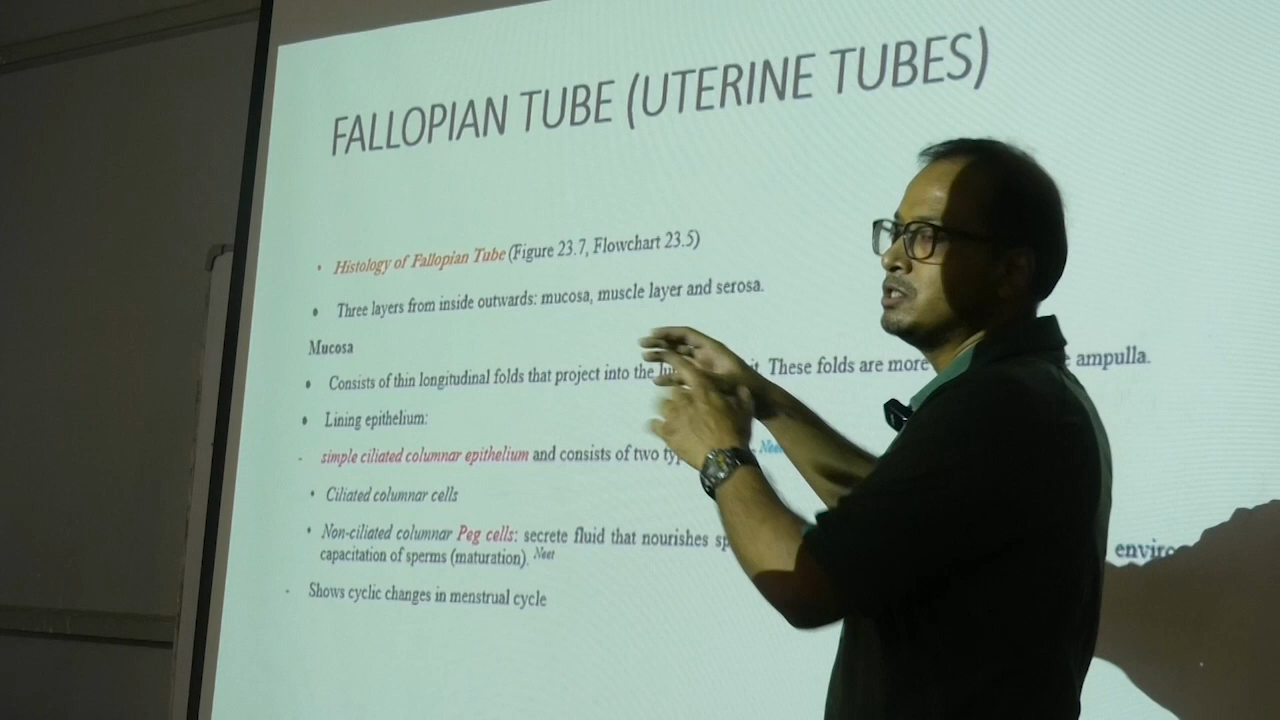 FALLOPIAN TUBE (UTERINE TUBES)
• Histology of Fallopian Tube (Figure 23.7, Flowchart 23.5)
• Three layers from inside outwards: mucosa, muscle layer and serosa.
Mucosa
• Consists of thin longitudinal folds that project into the These folds are more ampulla.
• Lining epithelium:
- simple ciliated columnar epithelium and consists of two
• Ciliated columnar cells
• Non-ciliated columnar Peg cells: secrete fluid that nourishes
capacitation of sperms (maturation). Neet
- Shows cyclic changes in menstrual cycle